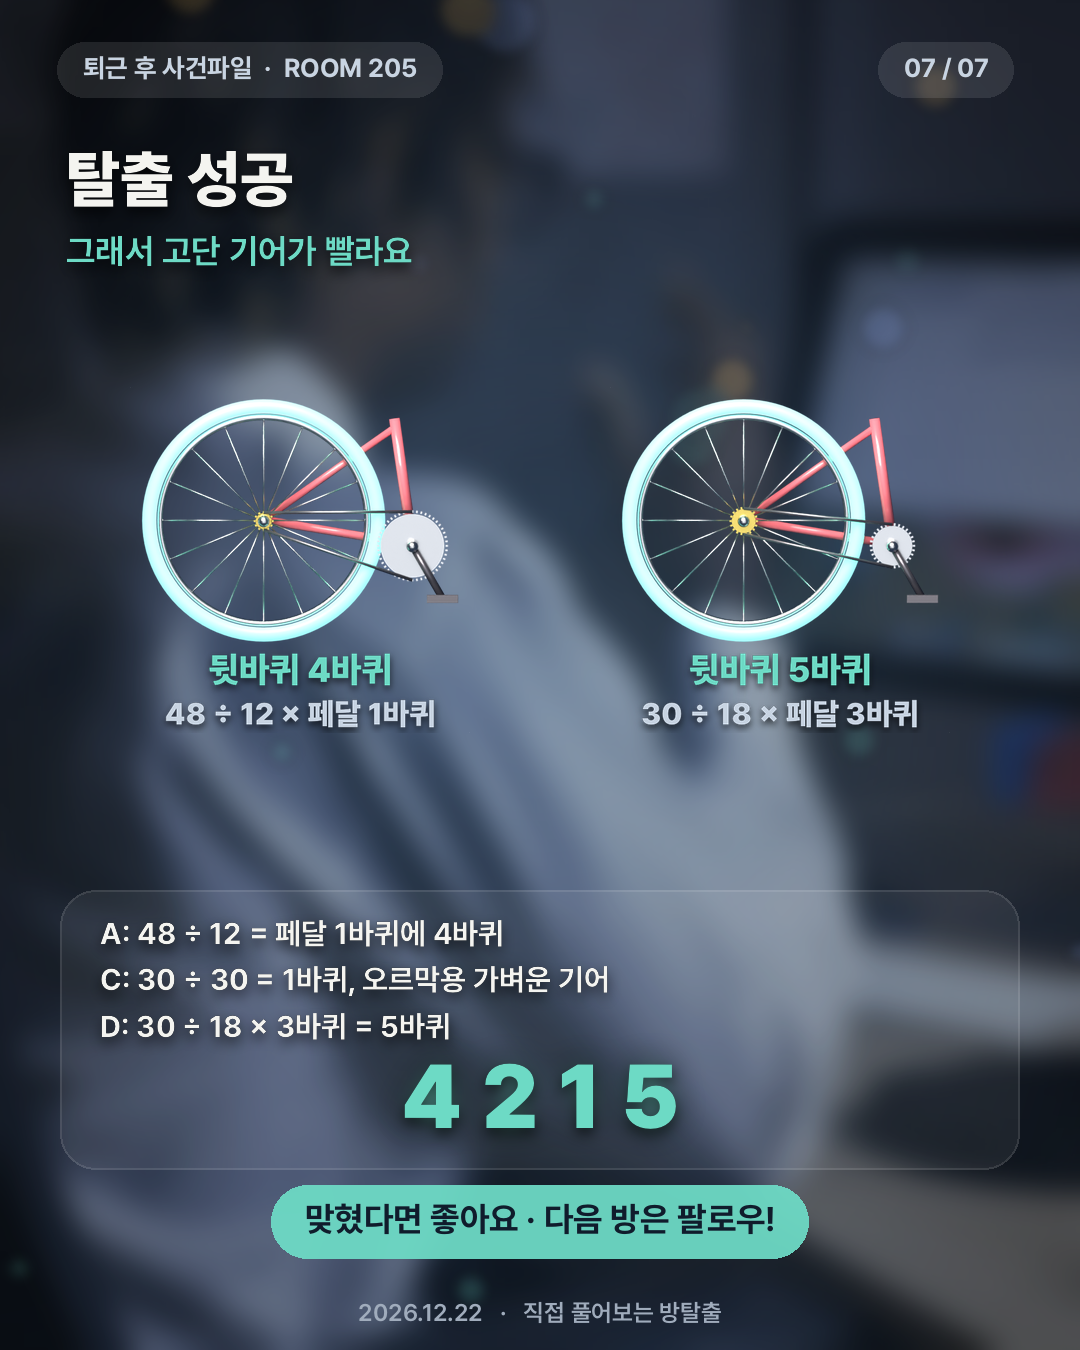 퇴근 후 사건파일 · ROOM 205
07 / 07
탈출 성공
그래서 고단 기어가 빨라요
뒷바퀴 4바퀴
48 ÷ 12 × 페달 1바퀴
뒷바퀴 5바퀴
30 ÷ 18 × 페달 3바퀴
A: 48 ÷ 12 = 페달 1바퀴에 4바퀴
C: 30 ÷ 30 = 1바퀴, 오르막용 가벼운 기어
D: 30 ÷ 18 × 3바퀴 = 5바퀴
4 2 1 5
맞혔다면 좋아요 · 다음 방은 팔로우!
2026.12.22 · 직접 풀어보는 방탈출